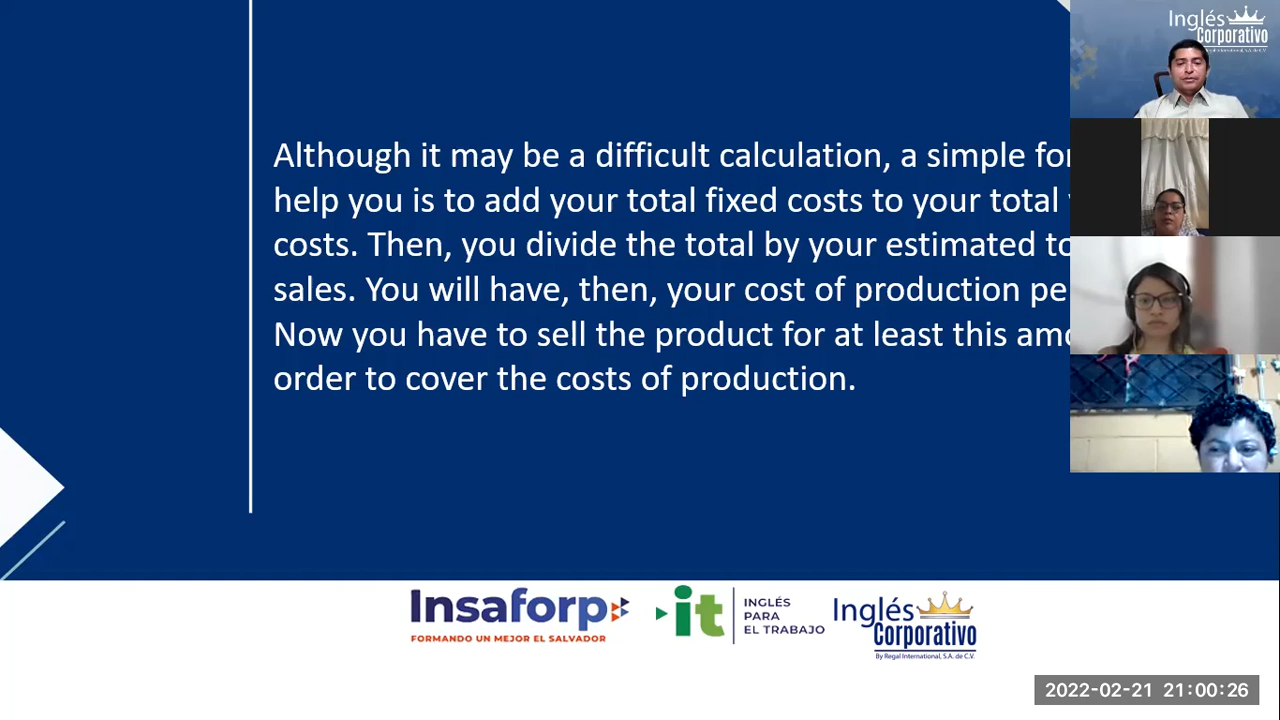 Although it may be a difficult calculation, a simple
help you is to add your total fixed costs to your total
costs. Then, you divide the total by your estimated
sales. You will have, then, your cost of production
Now you have to sell the product for at least this
order to cover the costs of production.
Inglés
Corporativo
Insaforp
FORMANDO UN MEJOR EL SALVADOR
it
INGLÉS
PARA
EL TRABAJO
Inglés
Corporativo
By Regal International, S.A. de C.V.
2022-02-21 21:00:26